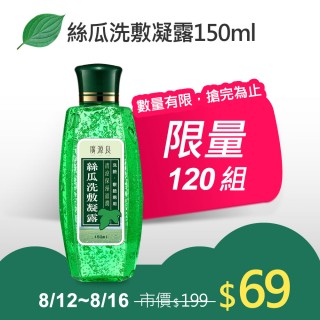 絲瓜洗敷凝露150ml
數量有限，搶完為止
限量
120組
廣源良
絲瓜洗敷凝露
8/12~8/16 市價$199 $69